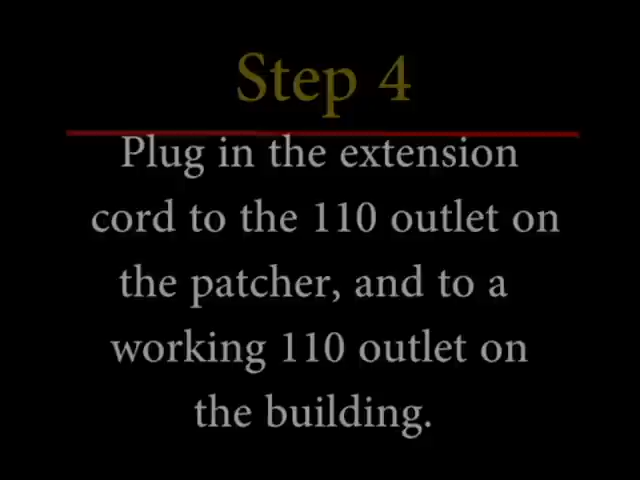 Step 4
Plug in the extension
cord to the 110 outlet on
the patcher, and to a
working 110 outlet on
the building.